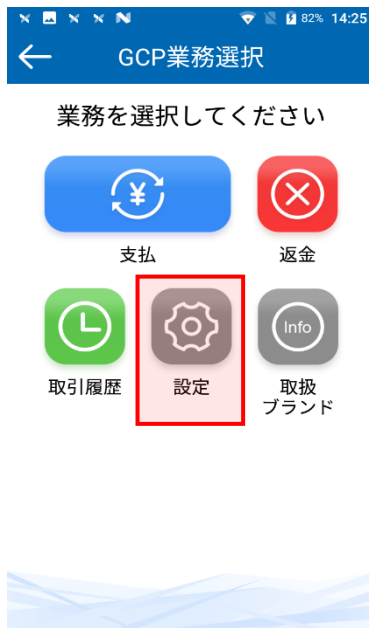 82% 14:25
GCP業務選択
業務を選択してください
¥
支払
返金
Info
取引履歴
設定
取扱
ブランド